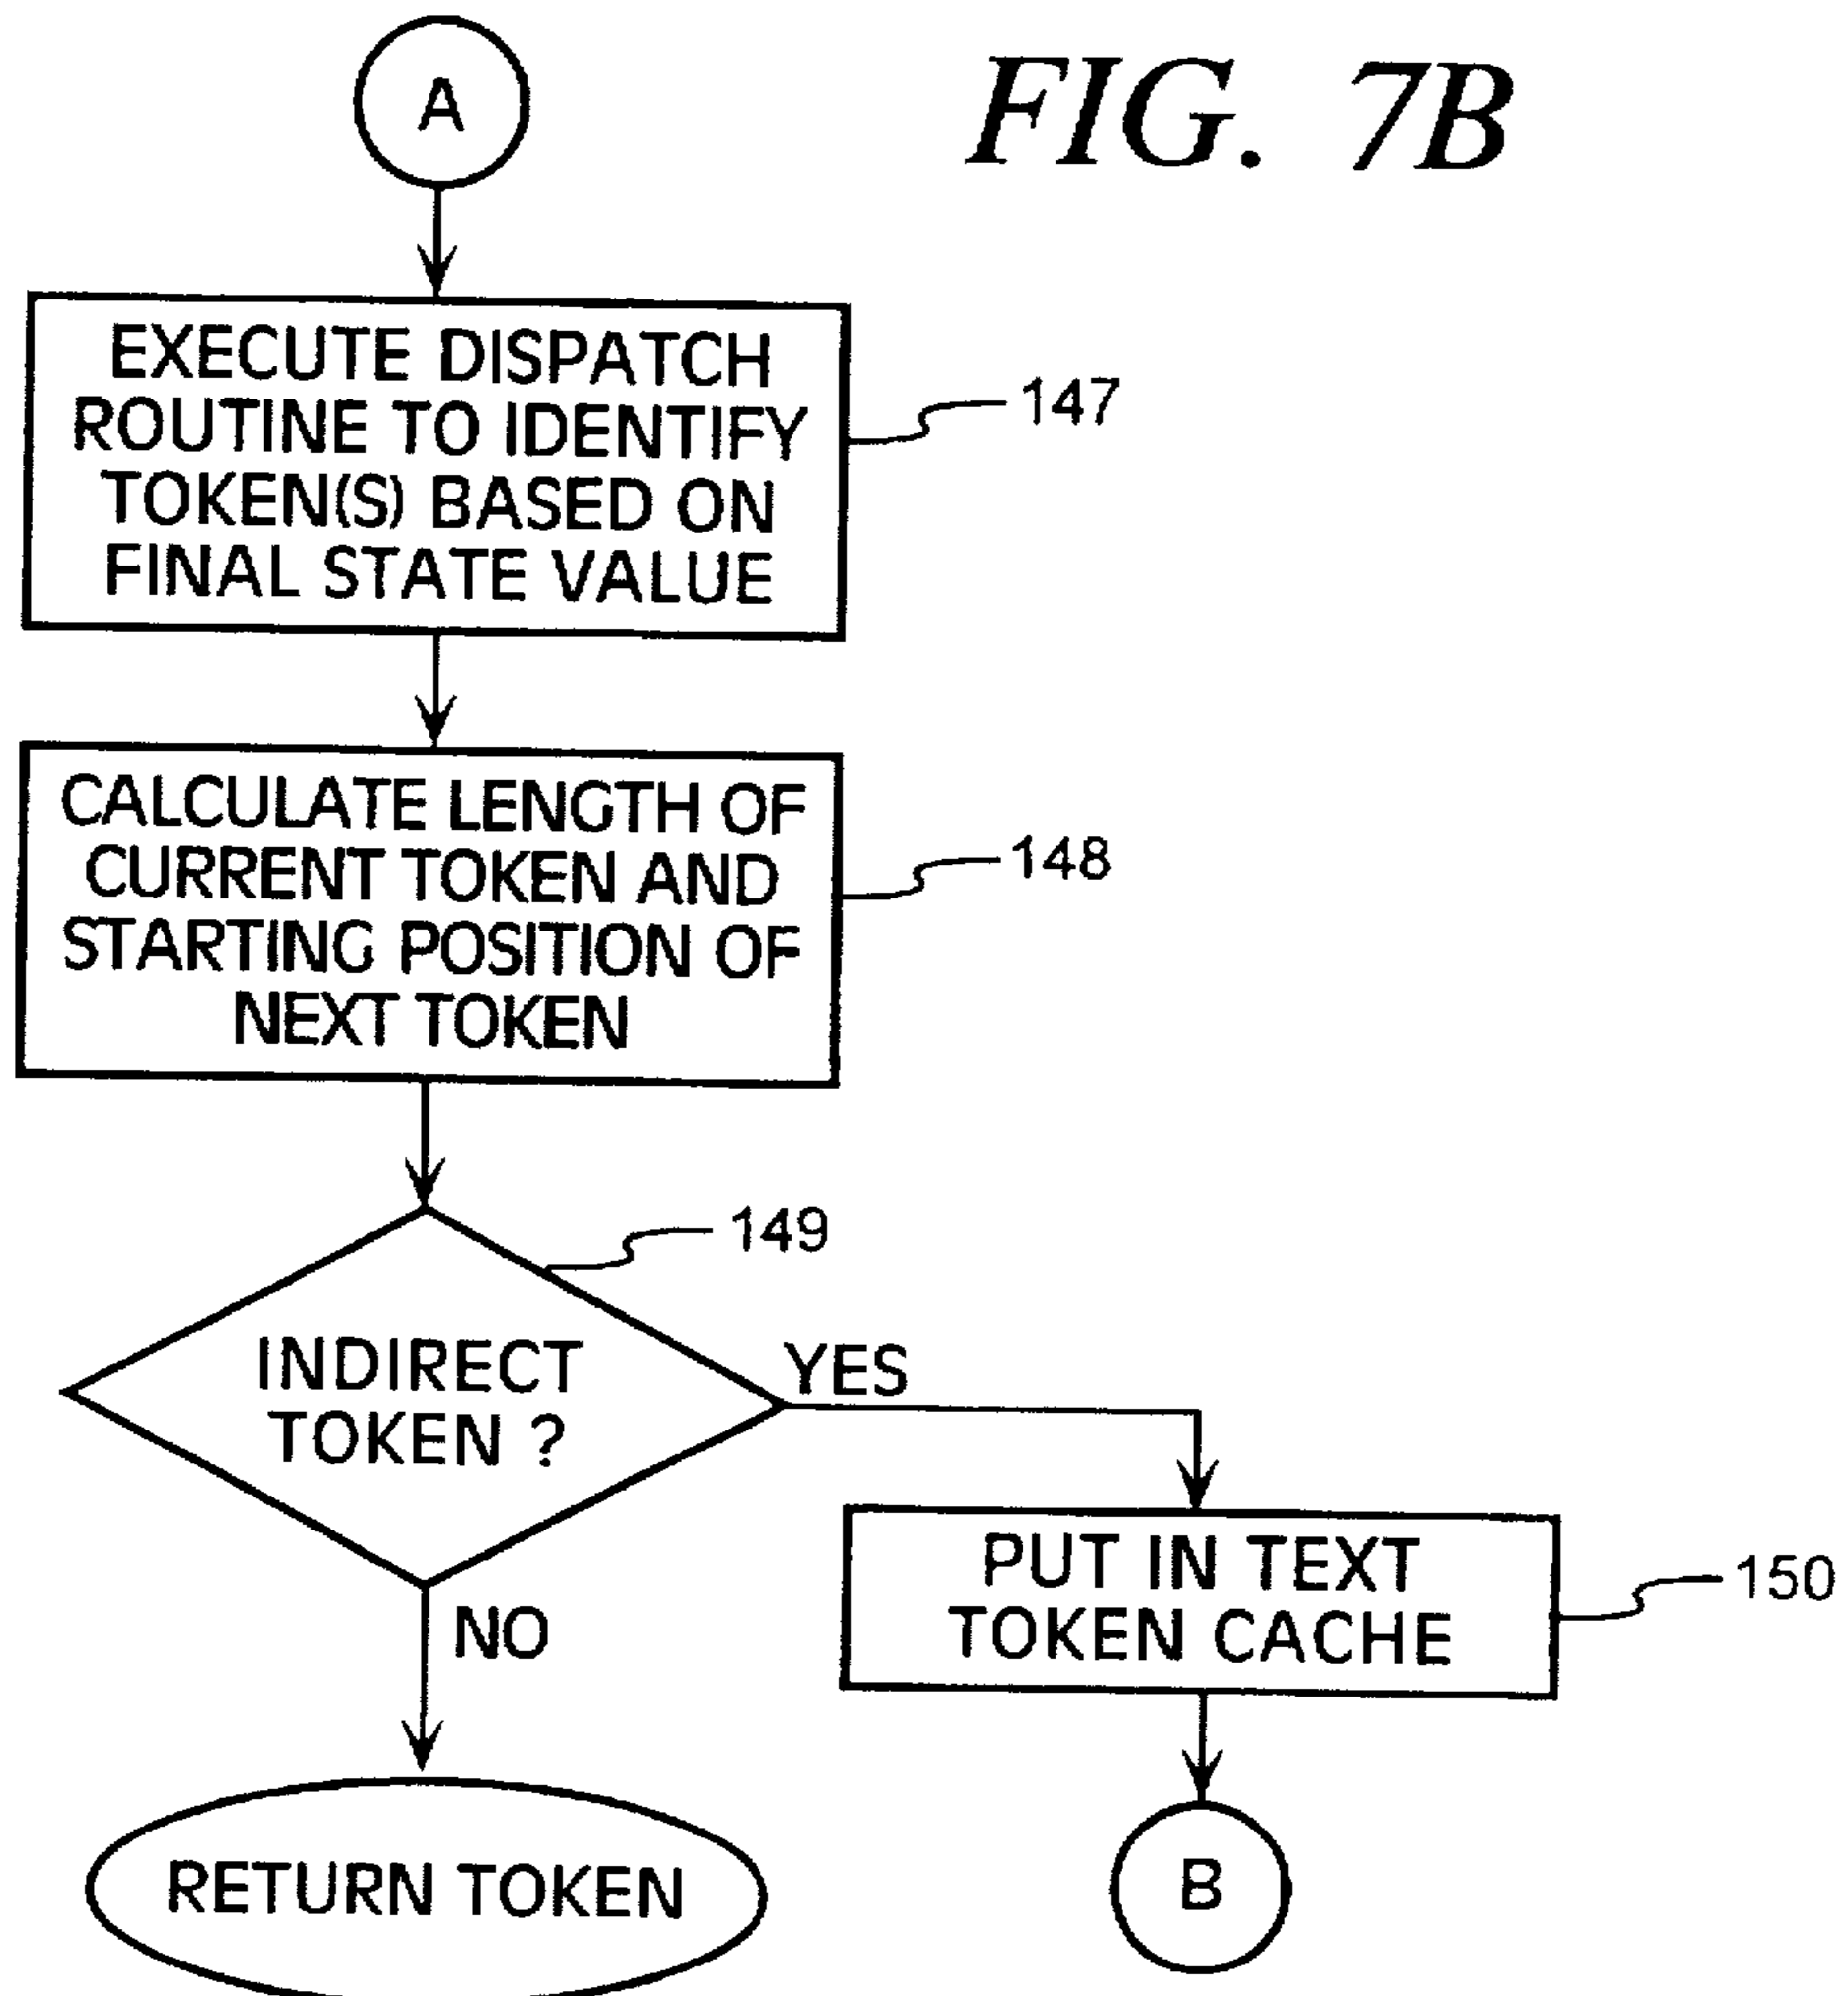 A
FIG. 7B
EXECUTE DISPATCH
ROUTINE TO IDENTIFY
TOKEN(S) BASED ON
FINAL STATE VALUE
147
CALCULATE LENGTH OF
CURRENT TOKEN AND
STARTING POSITION OF
NEXT TOKEN
148
149
INDIRECT
TOKEN ?
YES
NO
PUT IN TEXT
TOKEN CACHE
150
RETURN TOKEN
B